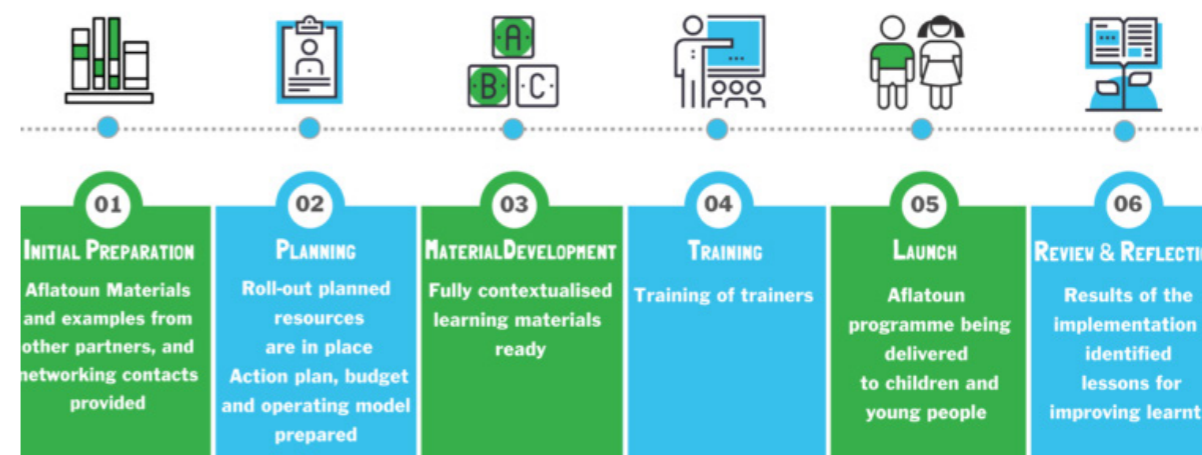 A
B
C
01
INITIAL PREPARATION
Aflatoun Materials
and examples from
other partners, and
networking contacts
provided
02
PLANNING
Roll-out planned
resources
are in place
Action plan, budget
and operating model
prepared
03
MATERIAL DEVELOPMENT
Fully contextualised
learning materials
ready
04
TRAINING
Training of trainers
05
LAUNCH
Aflatoun
programme being
delivered
to children and
young people
06
REVIEW & REFLECTI
Results of the
implementation
identified
lessons for
improving learnt